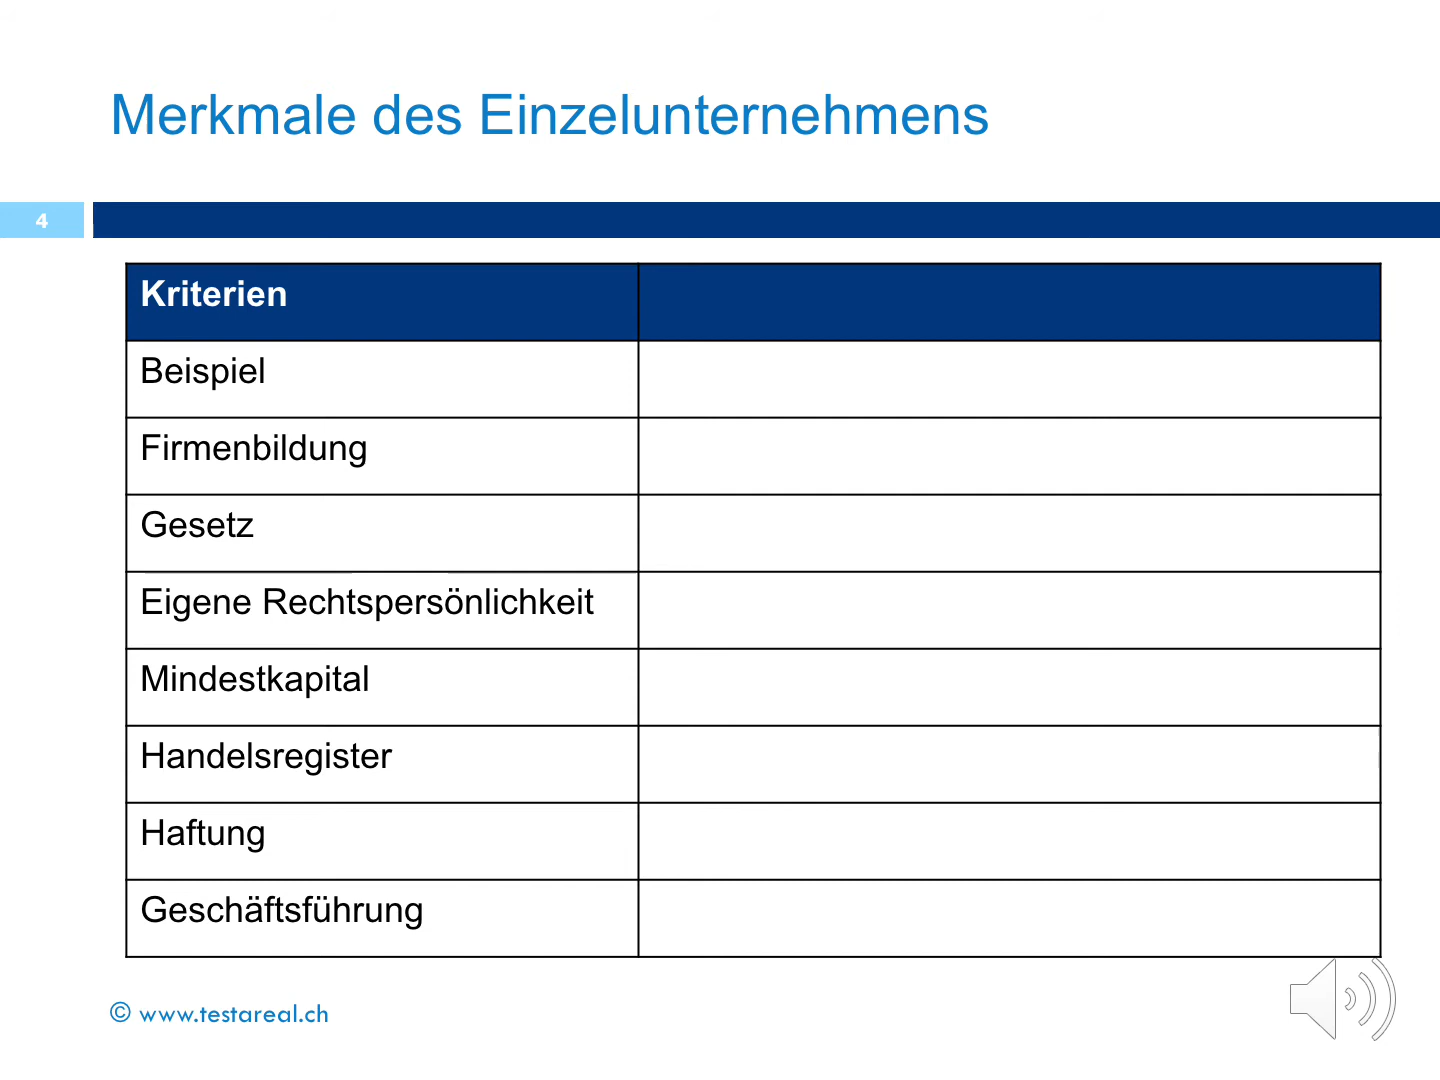 Merkmale des Einzelunternehmens
4
Kriterien
Beispiel
Firmenbildung
Gesetz
Eigene Rechtspersönlichkeit
Mindestkapital
Handelsregister
Haftung
Geschäftsführung
© www.testareal.ch